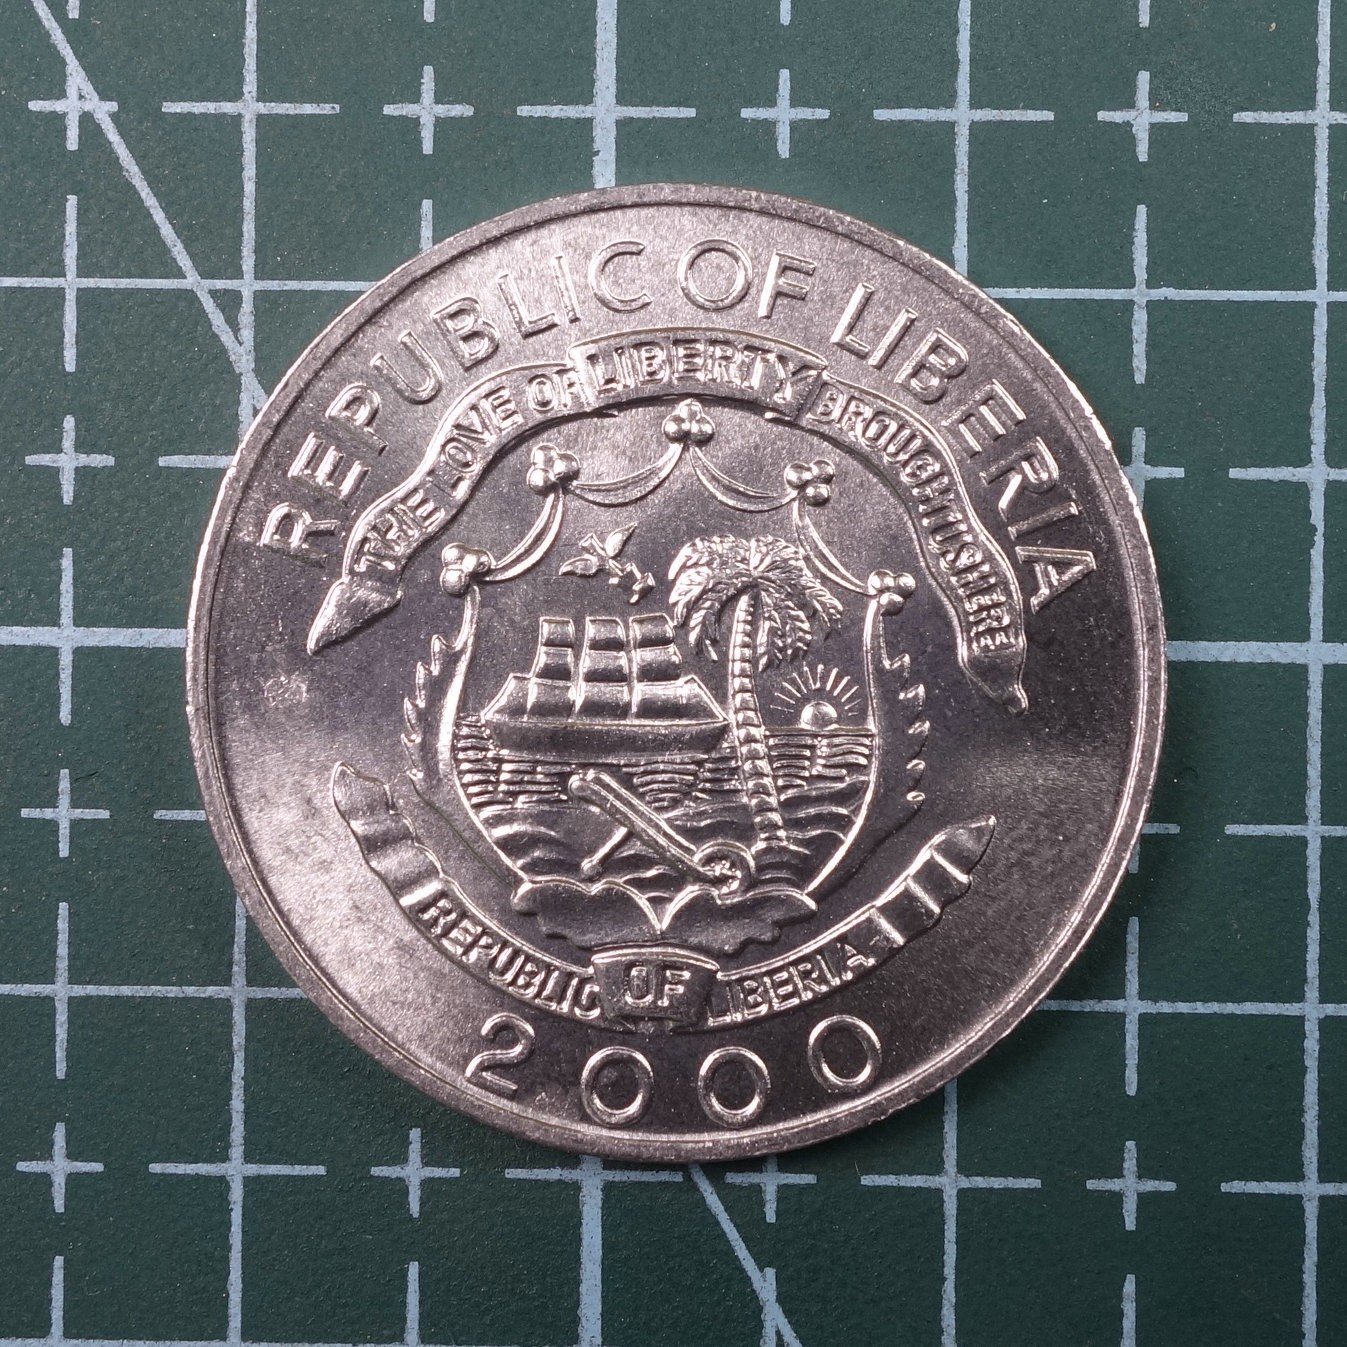 REPUBLIC OF LIBERIA
THE LOVE OF LIBERTY BROUGHT US HERE
REPUBLIC OF LIBERIA
2000